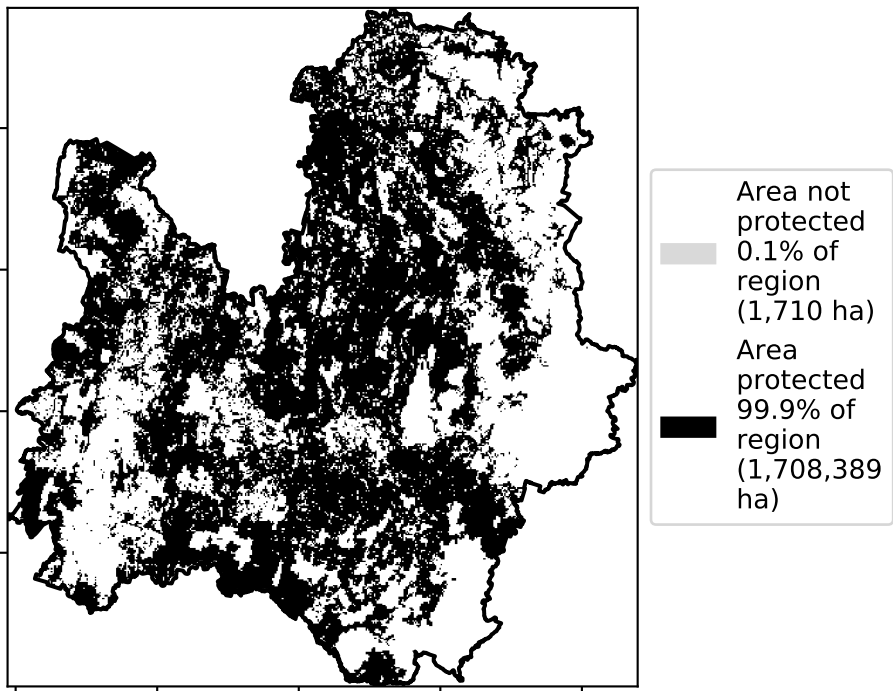 Area not
protected
0.1% of
region
(1,710 ha)
Area
protected
99.9% of
region
(1,708,389
ha)